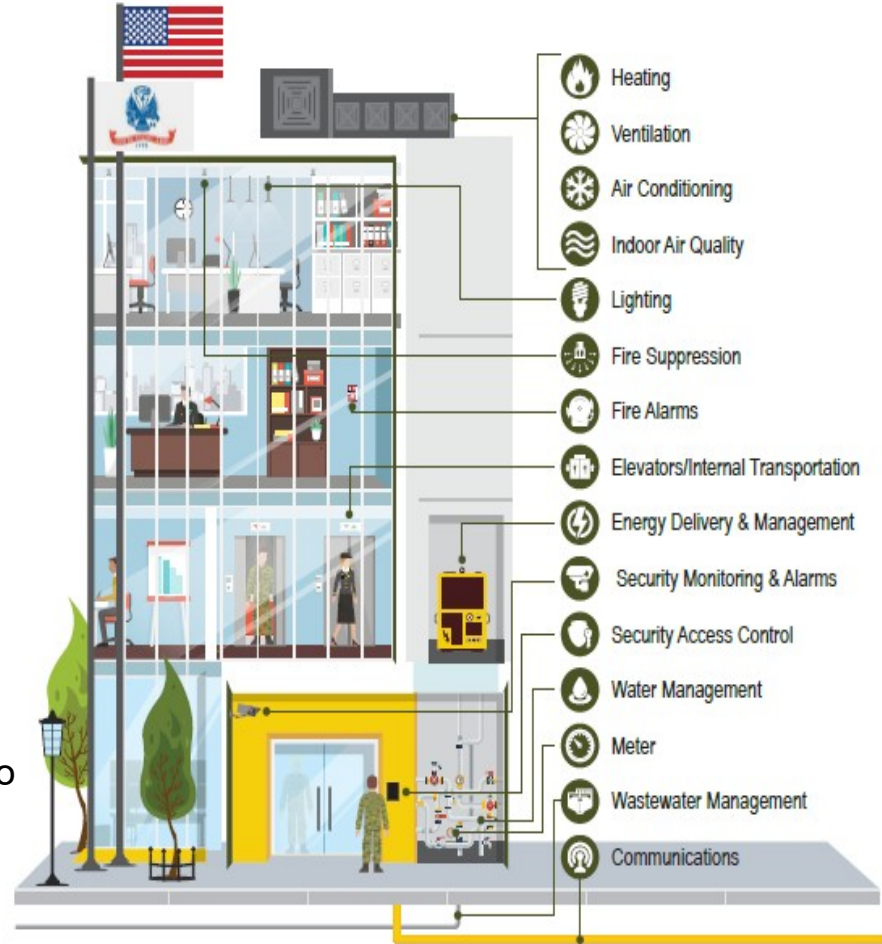 Heating
Ventilation
Air Conditioning
Indoor Air Quality
Lighting
Fire Suppression
Fire Alarms
Elevators/Internal Transportation
Energy Delivery & Management
Security Monitoring & Alarms
Security Access Control
Water Management
Meter
o
Wastewater Management
Communications